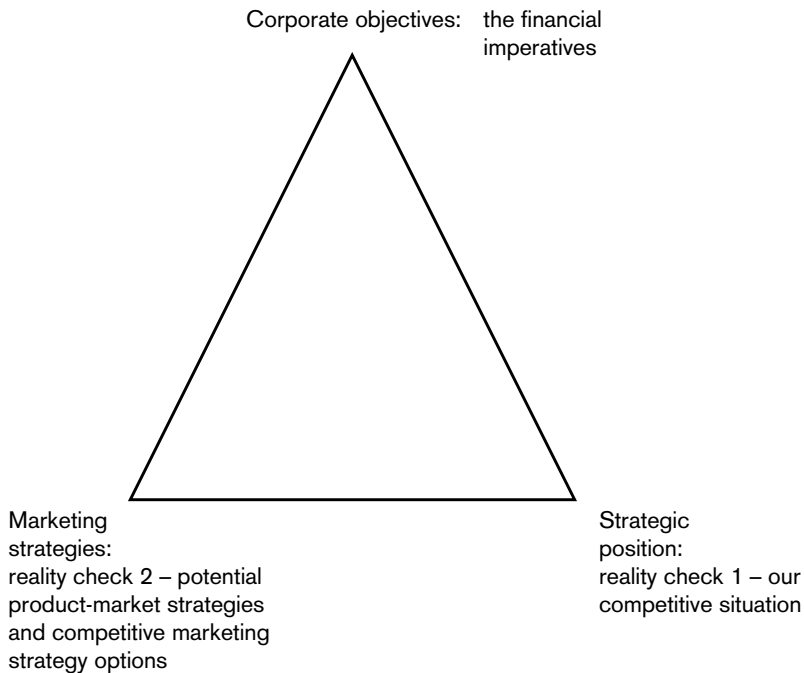 Corporate objectives: the financial
imperatives
Marketing
strategies:
reality check 2 – potential
product-market strategies
and competitive marketing
strategy options
Strategic
position:
reality check 1 – our
competitive situation